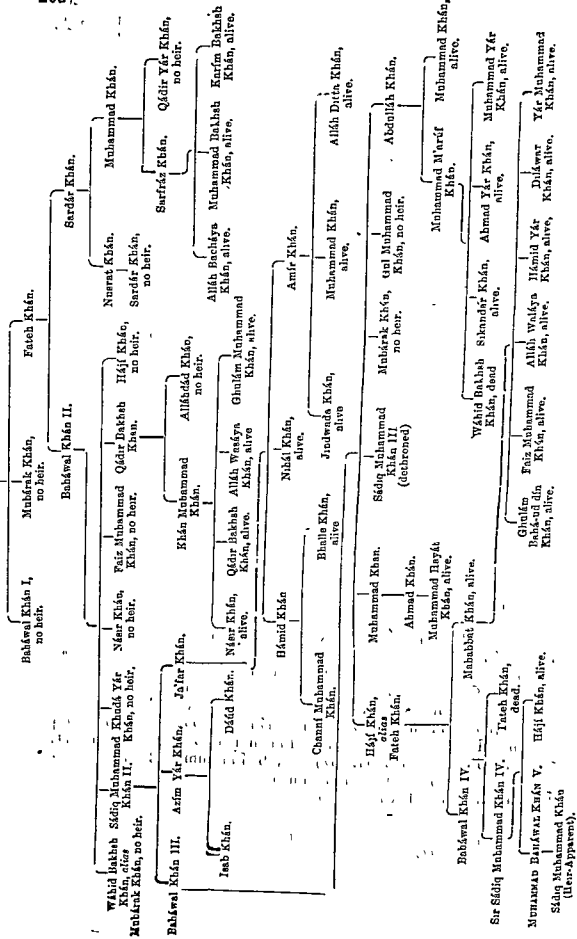 Baháwal Khán I,
no heir.
Mubárak Khán,
no heir.
Fateh Khán.
Baháwal Khán II.
Sardár Khán.
Wáhid Bakhsh
Khán, alias
Mubárak Khán, no heir.
Sádiq Muhammad
Khán II.
Khudá Yár
Khán, no heir.
Násir Khán,
no heir.
Faiz Muhammad
Khán, no heir.
Qádir Bakhsh
Khan.
Hájí Khán,
no heir.
Nusrat Khán.
Sardár Khán,
no heir.
Muhammad Khán.
Sarfráz Khán.
Qádir Yár Khán,
no heir.
Alláh Bacháya
Khán, alive.
Muhammad Bakhsh
Khán, alive.
Karím Bakhsh
Khán, alive.
Khán Muhammad
Khán.
Alláhdád Khán,
no heir.
Násir Khán,
alive.
Qádir Bakhsh
Khán, alive.
Alláh Wasáya
Khán, alive.
Ghulám Muhammad
Khán, alive.
Baháwal Khán III.
Azím Yár Khán,
Ja'far Khán.
Isab Khán.
Dáúd Khán.
Hámid Khán
Nihál Khán,
alive.
Amír Khán.
Channí Muhammad
Khán.
Bhalle Khán,
alive
Jindwada Khán,
alive
Muhammad Khán,
alive.
Alláh Ditta Khán,
alive.
Hájí Khán,
alias
Fateh Khán.
Muhammad Khan.
Ahmad Khán.
Muhammad Hayát
Khán, alive.
Sádiq Muhammad
Khán III
(dethroned)
Mubárak Khán,
no heir.
Gul Muhammad
Khán, no heir.
Abdulláh Khán.
Muhammad M'arúf
Khán.
Muhammad Khán,
alive.
Wáhid Bakhsh
Khán, dead
Sikandar Khán.
alive.
Ahmad Yár Khán,
alive.
Muhammad Yár
Khán, alive.
Baháwal Khán IV.
Mahabbat Khán, alive.
Sir Sádiq Muhammad Khán IV.
Fateh Khán,
dead.
MUHAMMAD BAHÁWAL KHÁN V.
Hájí Khán, alive.
Sádiq Muhammad Khán
(Heir-Apparent),
Ghulám
Bahá-ud dín
Khán, alive.
Faiz Muhammad
Khán, alive
Alláh Wasáya
Khán, alive.
Hámid Yár
Khán, alive.
Diláwar
Khán, alive.
Yár Muhammad
Khán, alive.